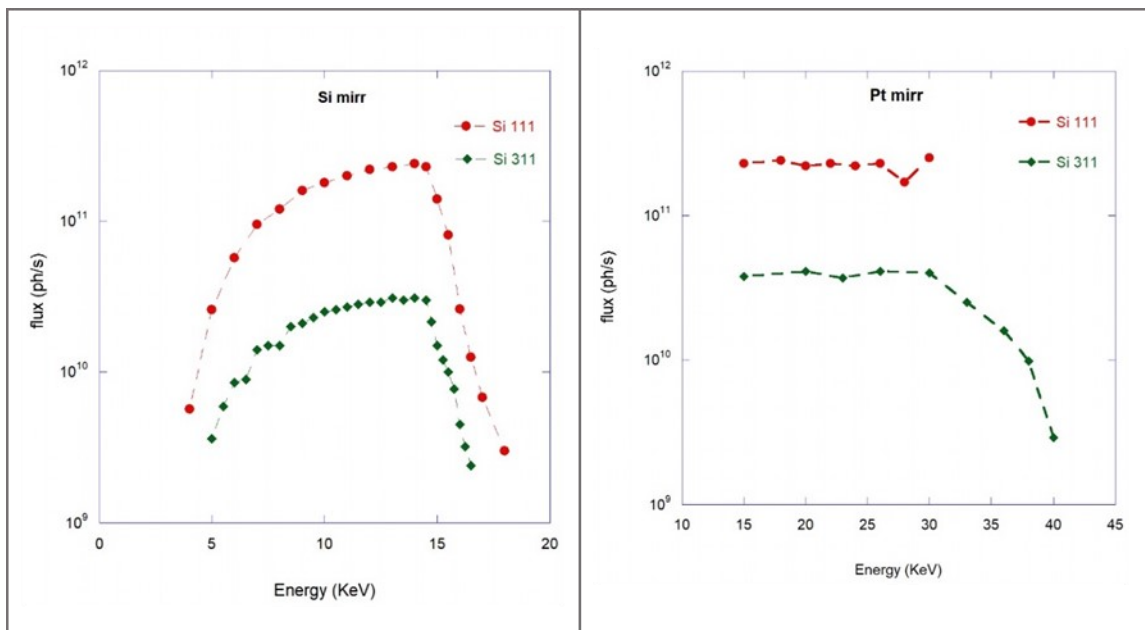 Si mirr
Si 111
Si 311
10¹²
10¹¹
10¹⁰
10⁹
flux (ph/s)
0 5 10 15 20
Energy (KeV)
Pt mirr
Si 111
Si 311
10¹²
10¹¹
10¹⁰
10⁹
flux (ph/s)
10 15 20 25 30 35 40 45
Energy (KeV)